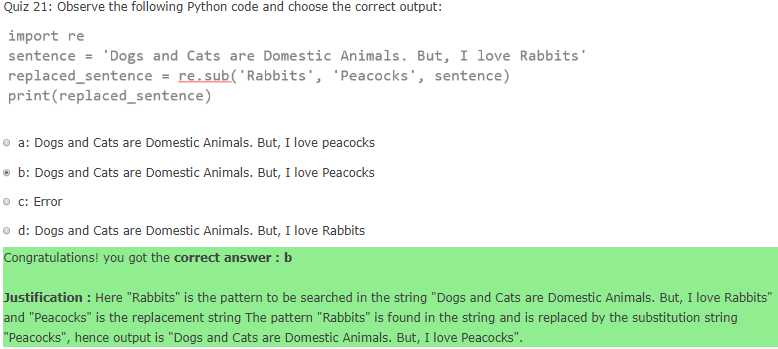 Quiz 21: Observe the following Python code and choose the correct output:
import re
sentence = 'Dogs and Cats are Domestic Animals. But, I love Rabbits'
replaced_sentence = re.sub('Rabbits', 'Peacocks', sentence)
print(replaced_sentence)
a: Dogs and Cats are Domestic Animals. But, I love peacocks
b: Dogs and Cats are Domestic Animals. But, I love Peacocks
c: Error
d: Dogs and Cats are Domestic Animals. But, I love Rabbits
Congratulations! you got the correct answer : b
Justification : Here "Rabbits" is the pattern to be searched in the string "Dogs and Cats are Domestic Animals. But, I love Rabbits"
and "Peacocks" is the replacement string The pattern "Rabbits" is found in the string and is replaced by the substitution string
"Peacocks", hence output is "Dogs and Cats are Domestic Animals. But, I love Peacocks".